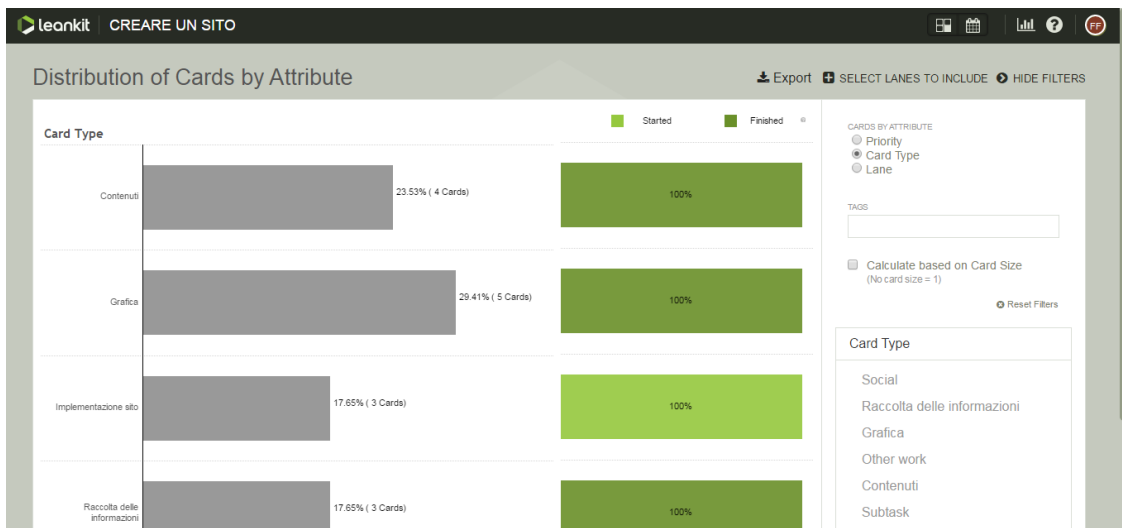 leankit CREARE UN SITO
FF
Distribution of Cards by Attribute
Export SELECT LANES TO INCLUDE HIDE FILTERS
Card Type
Started Finished
Contenuti
23.53% ( 4 Cards)
100%
Grafica
29.41% ( 5 Cards)
100%
Implementazione sito
17.65% ( 3 Cards)
100%
Raccolta delle
informazioni
17.65% ( 3 Cards)
100%
CARDS BY ATTRIBUTE
Priority
Card Type
Lane
TAGS
Calculate based on Card Size
(No card size = 1)
Reset Filters
Card Type
Social
Raccolta delle informazioni
Grafica
Other work
Contenuti
Subtask